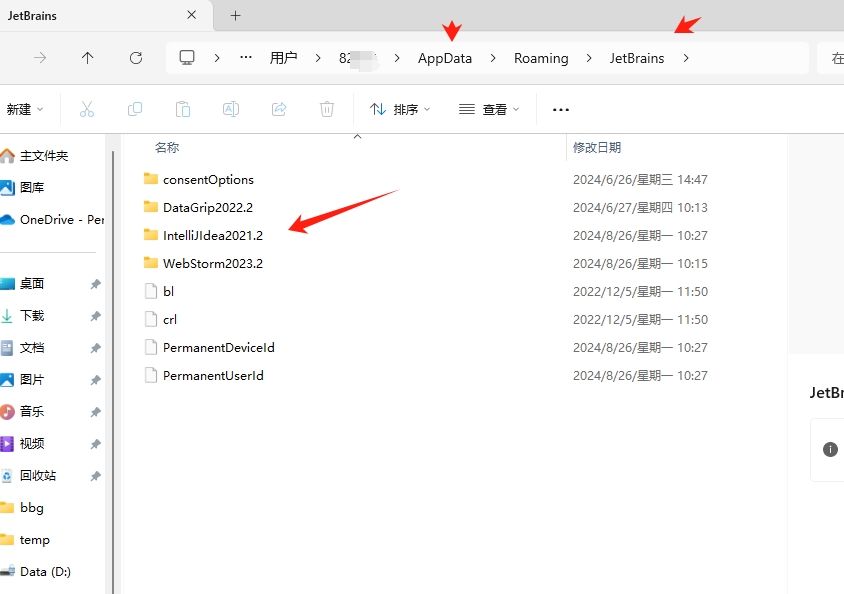 JetBrains
··· 用户 82 AppData Roaming JetBrains 在
新建 排序 查看 ···
名称 修改日期
主文件夹
图库
OneDrive - Per
桌面
下载
文档
图片
音乐
视频
回收站
bbg
temp
Data (D:)
consentOptions 2024/6/26/星期三 14:47
DataGrip2022.2 2024/6/27/星期四 10:13
IntelliJIdea2021.2 2024/8/26/星期一 10:27
WebStorm2023.2 2024/8/26/星期一 10:15
bl 2022/12/5/星期一 11:50
crl 2022/12/5/星期一 11:50
PermanentDeviceId 2024/8/26/星期一 10:27
PermanentUserId 2024/8/26/星期一 10:27
JetBr